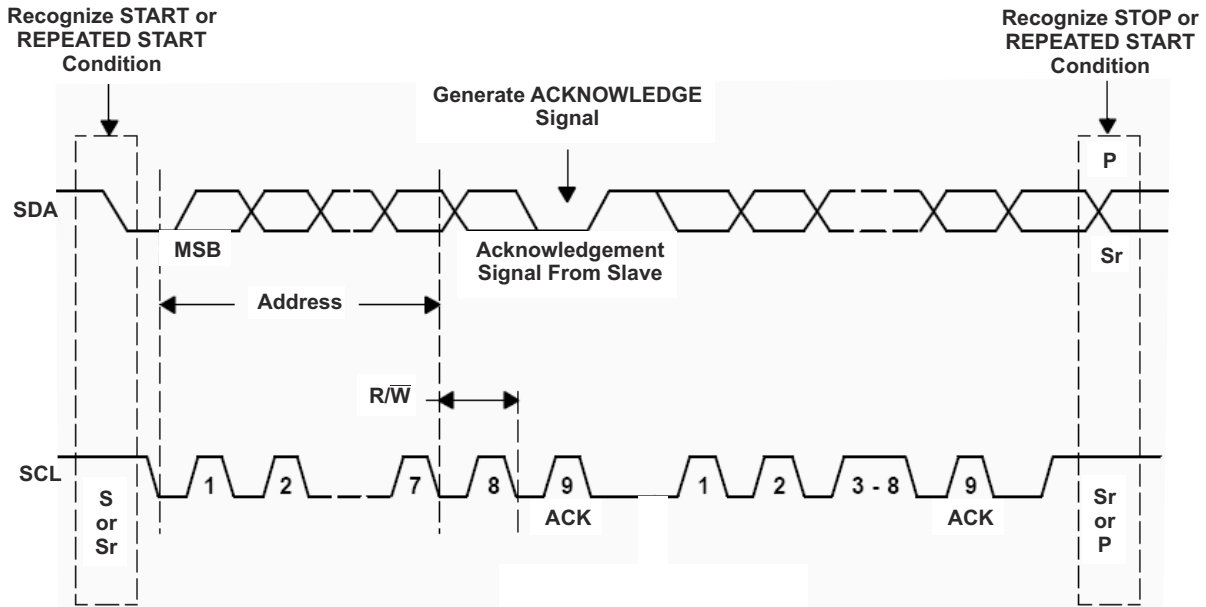 Recognize START or
REPEATED START
Condition
Recognize STOP or
REPEATED START
Condition
Generate ACKNOWLEDGE
Signal
P
SDA
MSB
Acknowledgement
Signal From Slave
Sr
Address
R/W̅
SCL
1
2
7
8
9
1
2
3 - 8
9
ACK
ACK
S
or
Sr
Sr
or
P